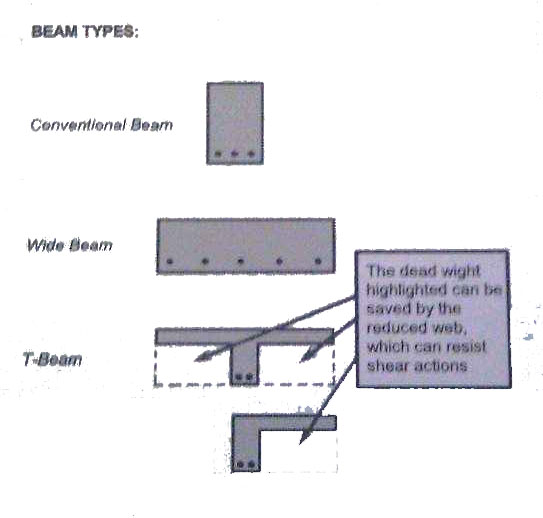 BEAM TYPES:
Conventional Beam
Wide Beam
The dead wight
highlighted can be
saved by the
reduced web,
which can resist
shear actions
T-Beam